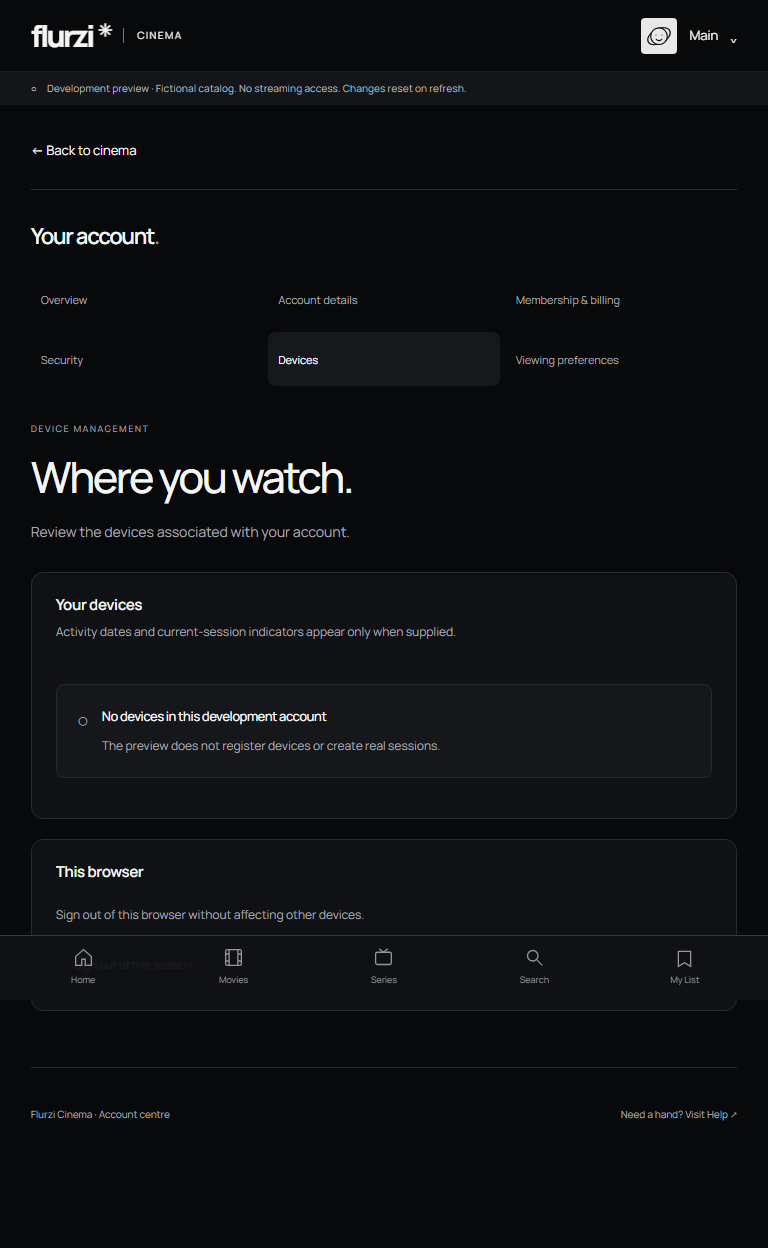 flurzi* | CINEMA
Main
Development preview · Fictional catalog. No streaming access. Changes reset on refresh.
← Back to cinema
Your account.
Overview
Account details
Membership & billing
Security
Devices
Viewing preferences
DEVICE MANAGEMENT
Where you watch.
Review the devices associated with your account.
Your devices
Activity dates and current-session indicators appear only when supplied.
No devices in this development account
The preview does not register devices or create real sessions.
This browser
Sign out of this browser without affecting other devices.
out of this session
Home
Movies
Series
Search
My List
Flurzi Cinema · Account centre
Need a hand? Visit Help ↗